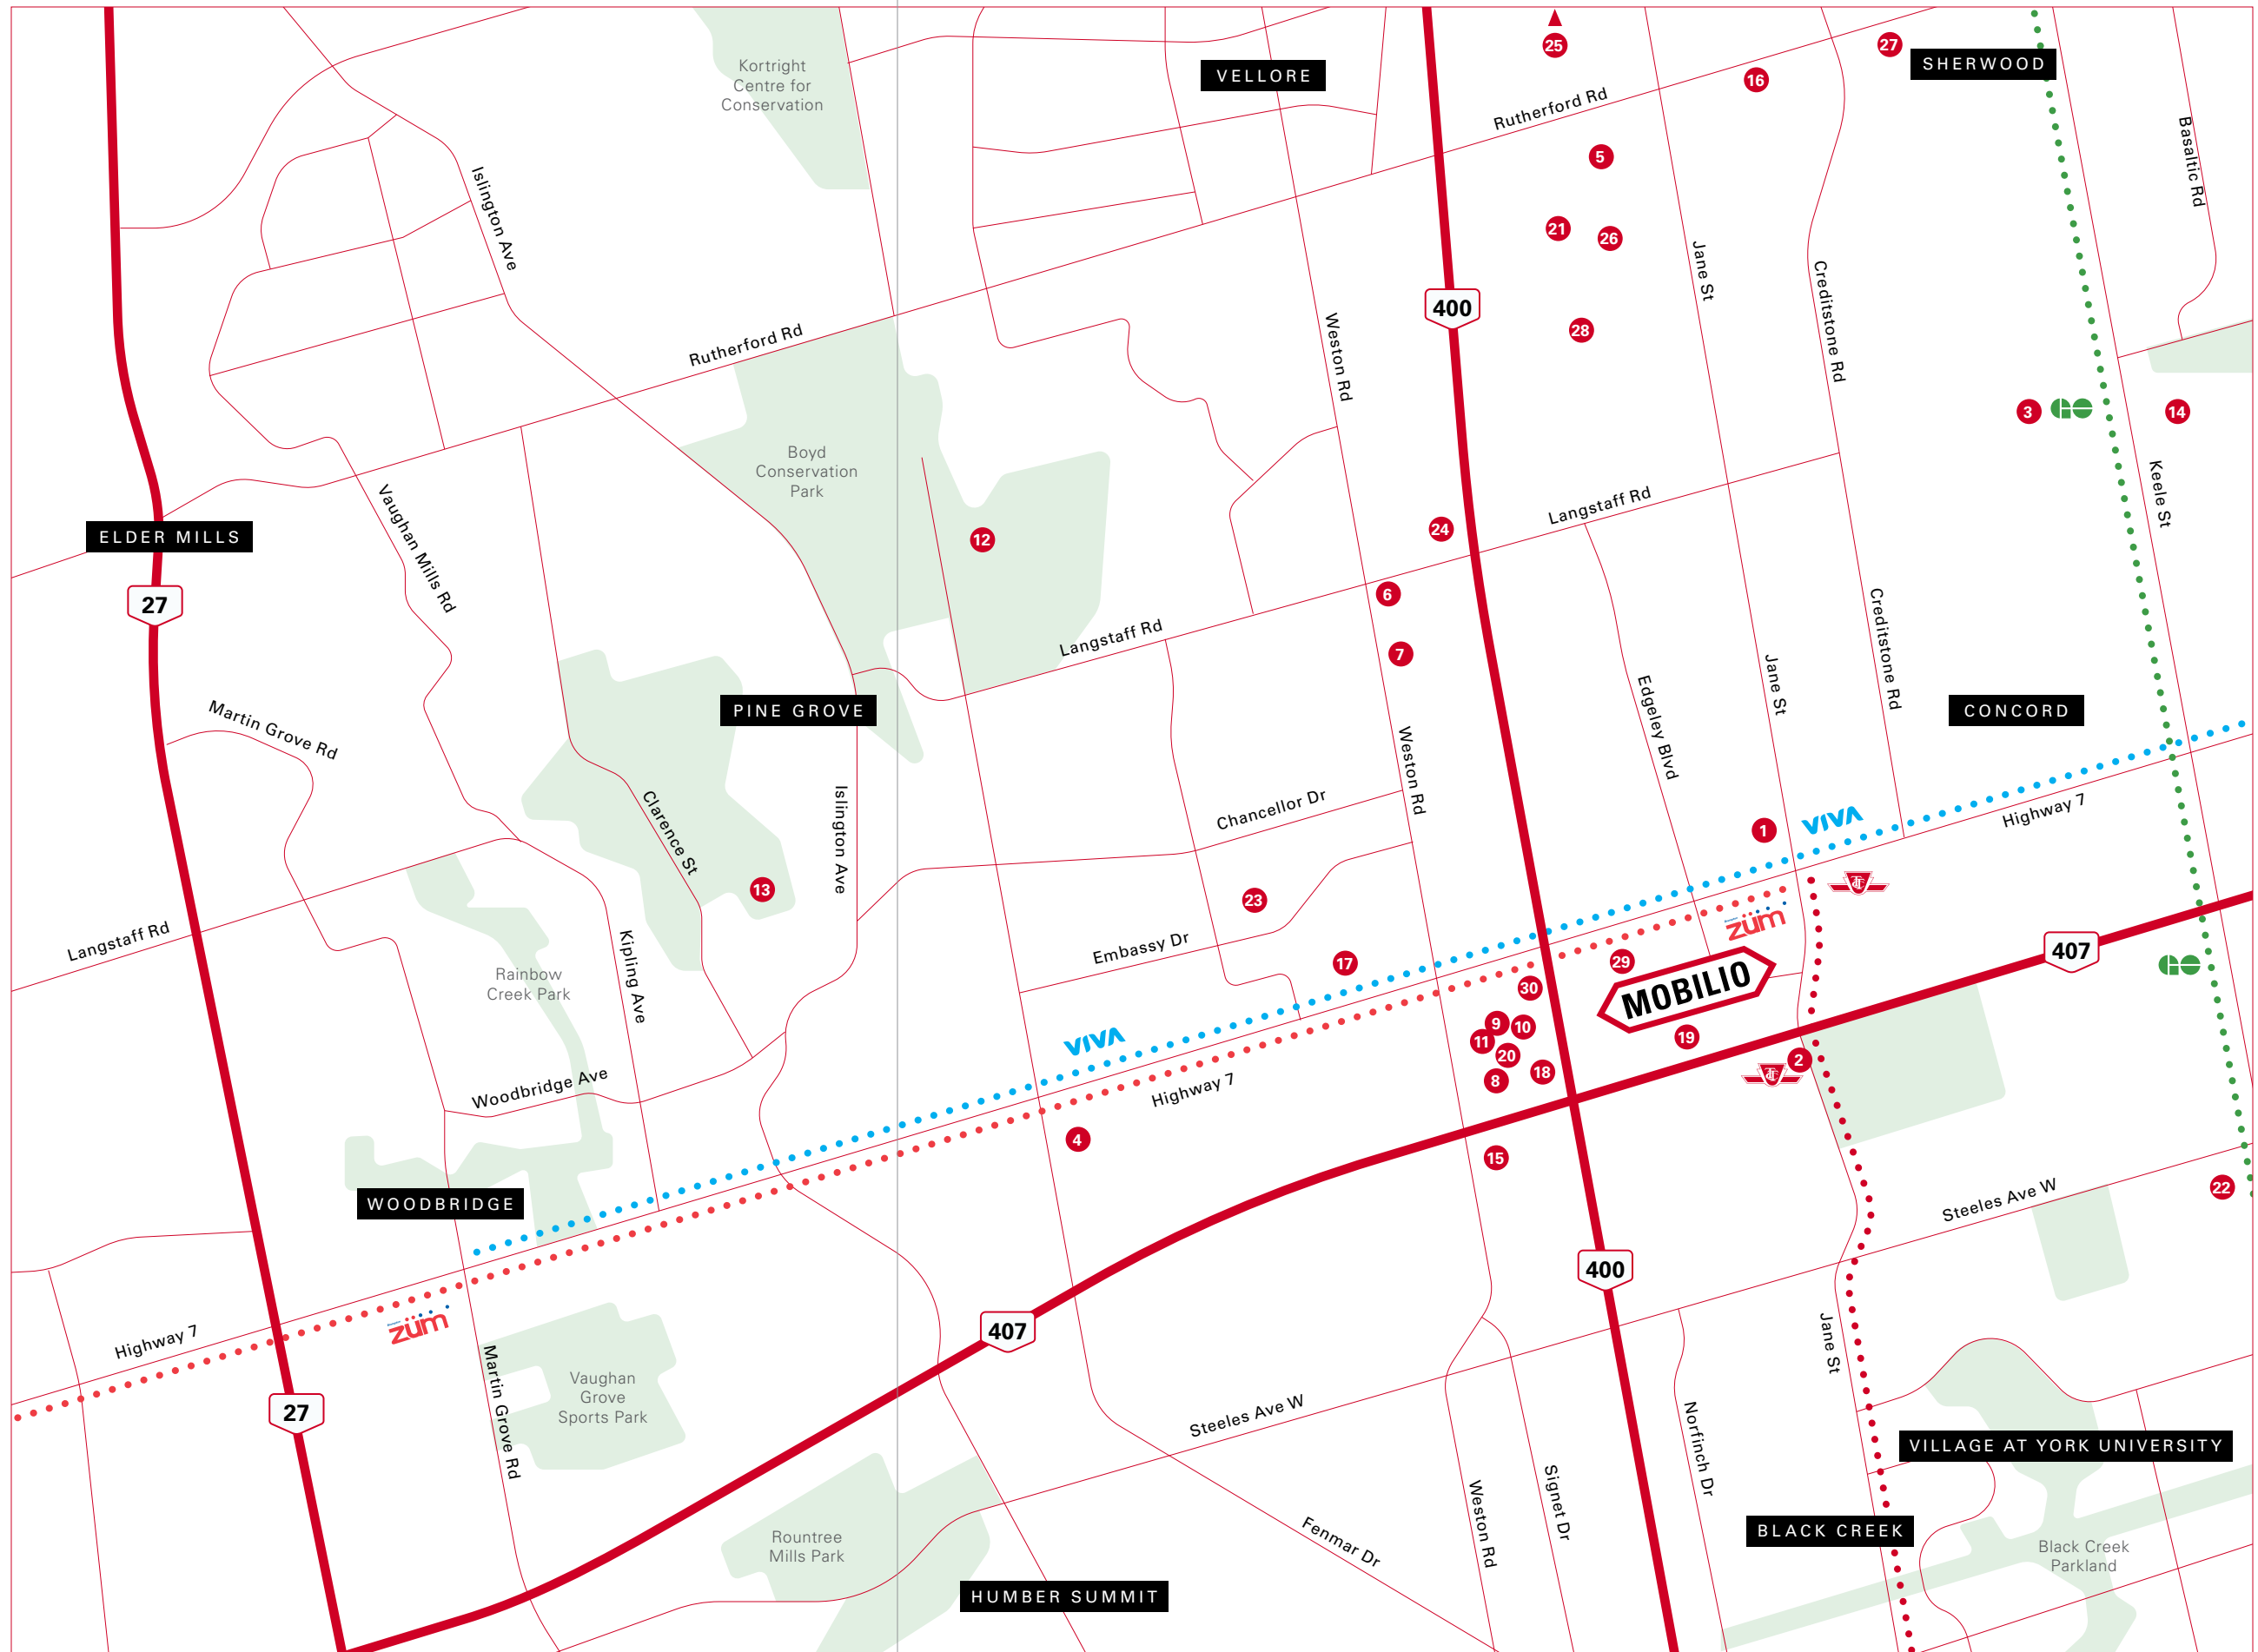 Kortright
Centre for
Conservation
VELLORE
25
27
SHERWOOD
16
Rutherford Rd
Basaltic Rd
5
Islington Ave
21
26
Jane St
Creditstone Rd
400
Weston Rd
28
Rutherford Rd
3
GO
14
Boyd
Conservation
Park
Keele St
Vaughan Mills Rd
Langstaff Rd
ELDER MILLS
24
12
27
6
Langstaff Rd
7
Creditstone Rd
Jane St
Edgeley Blvd
Martin Grove Rd
PINE GROVE
CONCORD
Weston Rd
Chancellor Dr
Islington Ave
Clarence St
1
VIVA
Highway 7
13
23
TTC
züm
Langstaff Rd
Kipling Ave
Embassy Dr
17
29
407
GO
Rainbow
Creek Park
30
MOBILIO
9
10
11
19
20
VIVA
18
8
2
TTC
Woodbridge Ave
Highway 7
4
15
22
WOODBRIDGE
Steeles Ave W
400
züm
407
Highway 7
Jane St
Martin Grove Rd
Vaughan
Grove
Sports Park
27
Steeles Ave W
Norfinch Dr
VILLAGE AT YORK UNIVERSITY
Signet Dr
Weston Rd
Fenmar Dr
BLACK CREEK
Rountree
Mills Park
Black Creek
Parkland
HUMBER SUMMIT